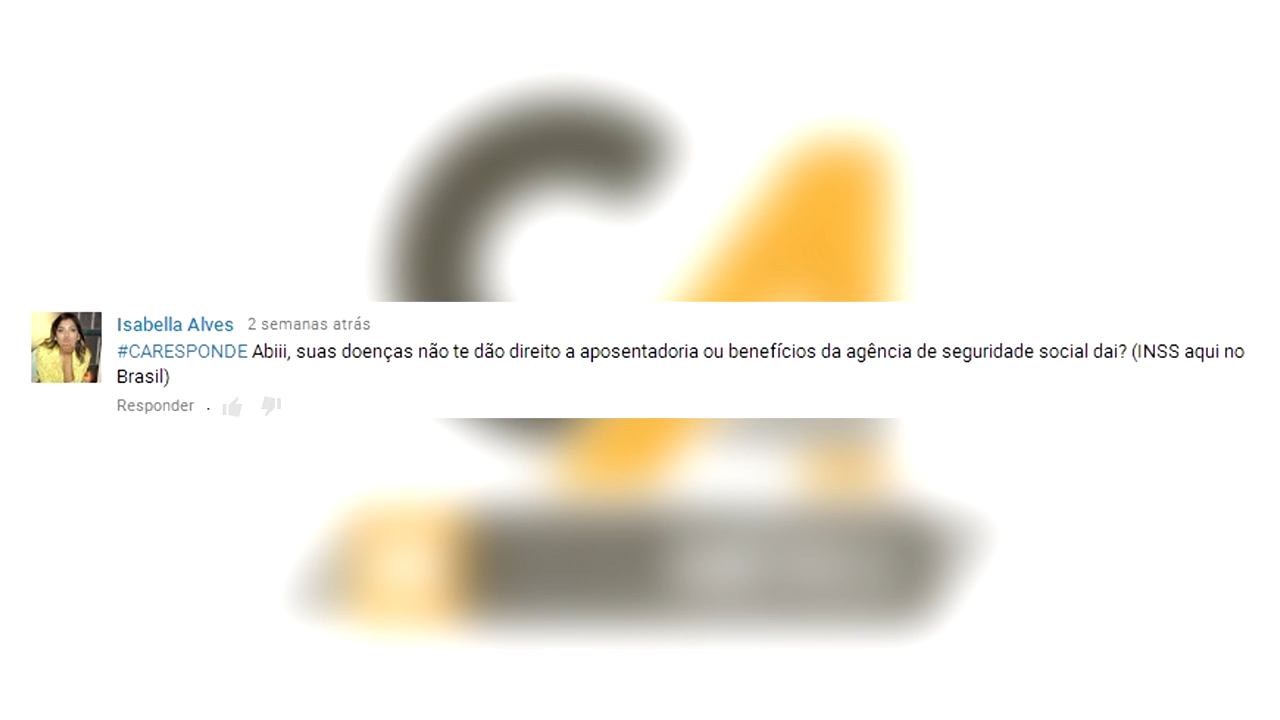 Isabella Alves 2 semanas atrás
#CARESPONDE Abiii, suas doenças não te dão direito a aposentadoria ou benefícios da agência de seguridade social dai? (INSS aqui no
Brasil)
Responder .